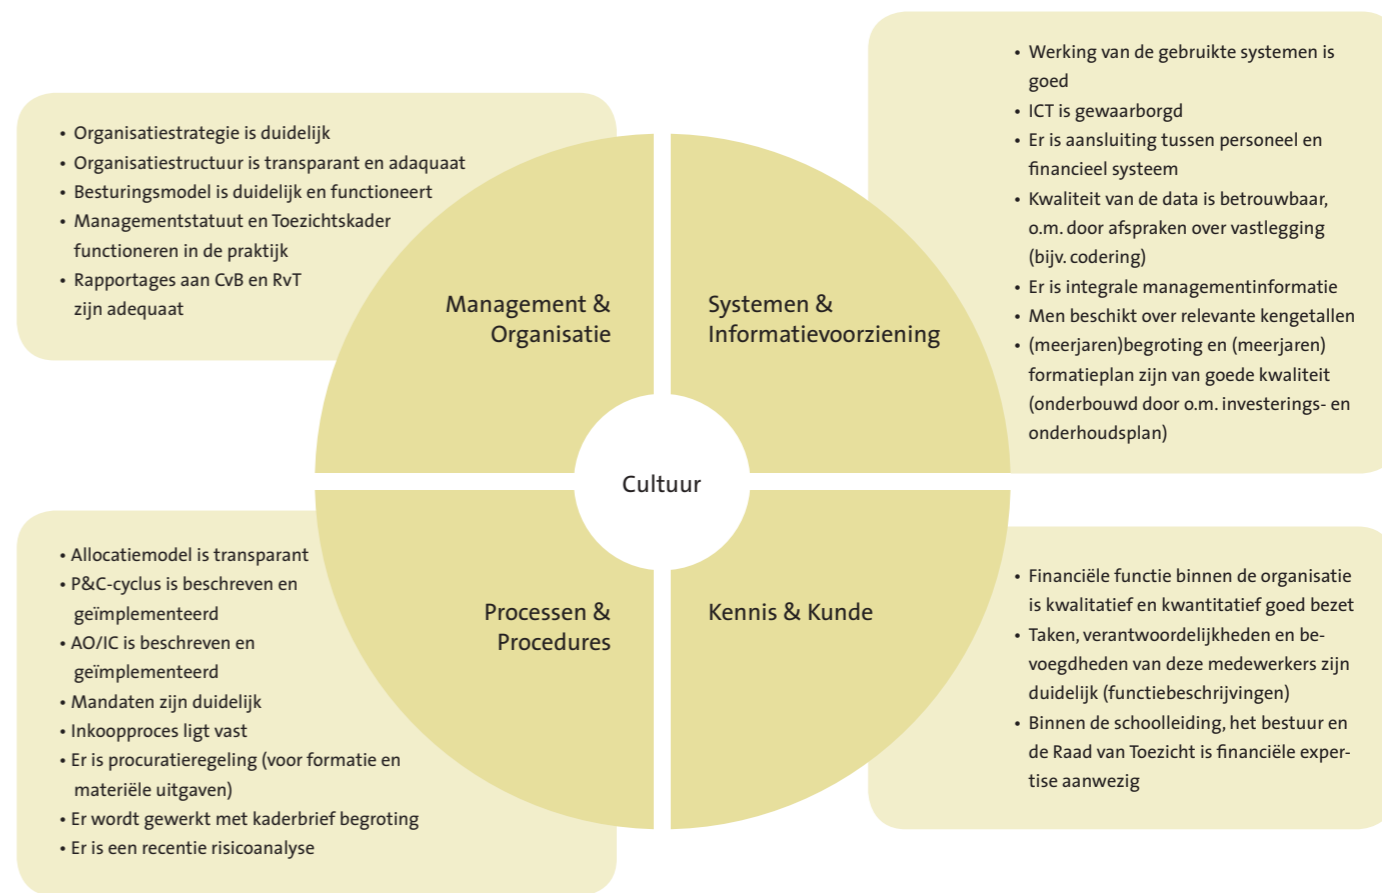 • Organisatiestrategie is duidelijk
• Organisatiestructuur is transparant en adaquaat
• Besturingsmodel is duidelijk en functioneert
• Managementstatuut en Toezichtskader
functioneren in de praktijk
• Rapportages aan CvB en RvT
zijn adequaat
Management &
Organisatie
Systemen &
Informatievoorziening
• Werking van de gebruikte systemen is
goed
• ICT is gewaarborgd
• Er is aansluiting tussen personeel en
financieel systeem
• Kwaliteit van de data is betrouwbaar,
o.m. door afspraken over vastlegging
(bijv. codering)
• Er is integrale managementinformatie
• Men beschikt over relevante kengetallen
• (meerjaren)begroting en (meerjaren)
formatieplan zijn van goede kwaliteit
(onderbouwd door o.m. investerings- en
onderhoudsplan)
Cultuur
• Allocatiemodel is transparant
• P&C-cyclus is beschreven en
geïmplementeerd
• AO/IC is beschreven en
geïmplementeerd
• Mandaten zijn duidelijk
• Inkoopproces ligt vast
• Er is procuratieregeling (voor formatie en
materiële uitgaven)
• Er wordt gewerkt met kaderbrief begroting
• Er is een recentie risicoanalyse
Processen &
Procedures
Kennis & Kunde
• Financiële functie binnen de organisatie
is kwalitatief en kwantitatief goed bezet
• Taken, verantwoordelijkheden en be-
voegdheden van deze medewerkers zijn
duidelijk (functiebeschrijvingen)
• Binnen de schoolleiding, het bestuur en
de Raad van Toezicht is financiële exper-
tise aanwezig